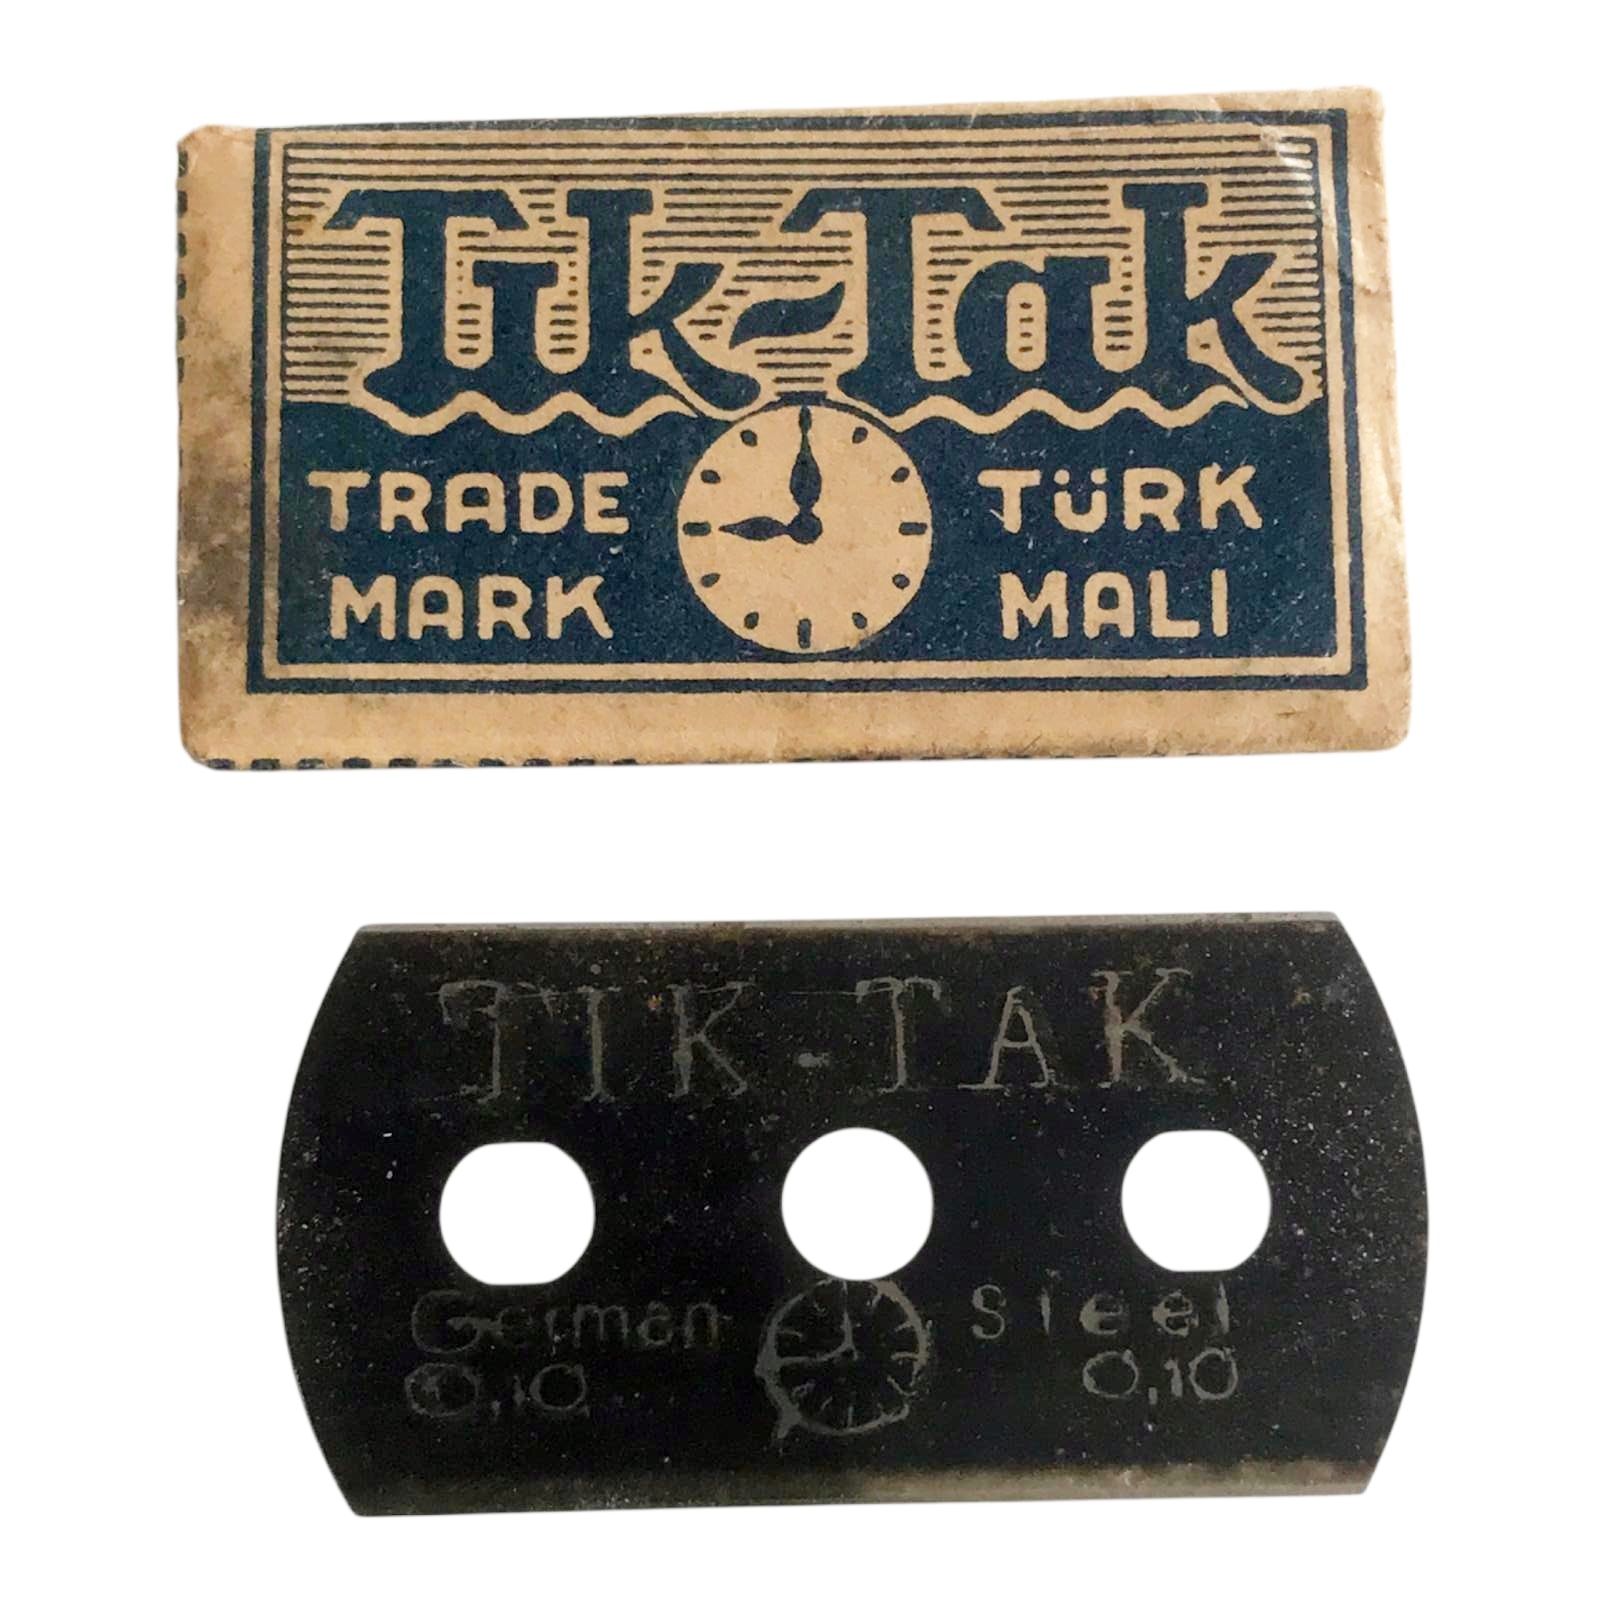 Tik-Tak
TRADE
MARK
TÜRK
MALI
TIK-TAK
German Steel
0,10 0,10